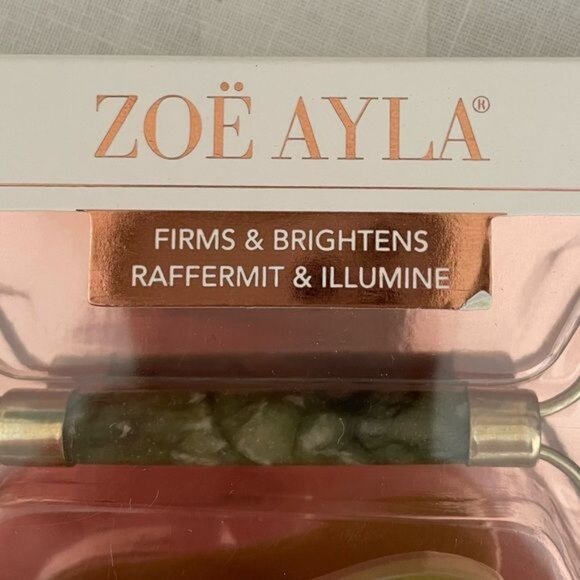 ZOË AYLA®
FIRMS & BRIGHTENS
RAFFERMIT & ILLUMINE